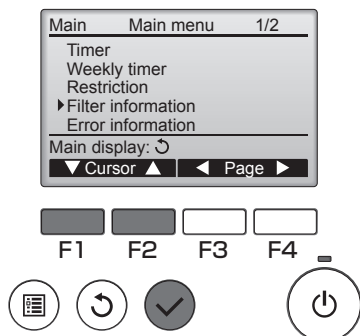 Main Main menu 1/2
Timer
Weekly timer
Restriction
Filter information
Error information
Main display:
Cursor Page
F1 F2 F3 F4